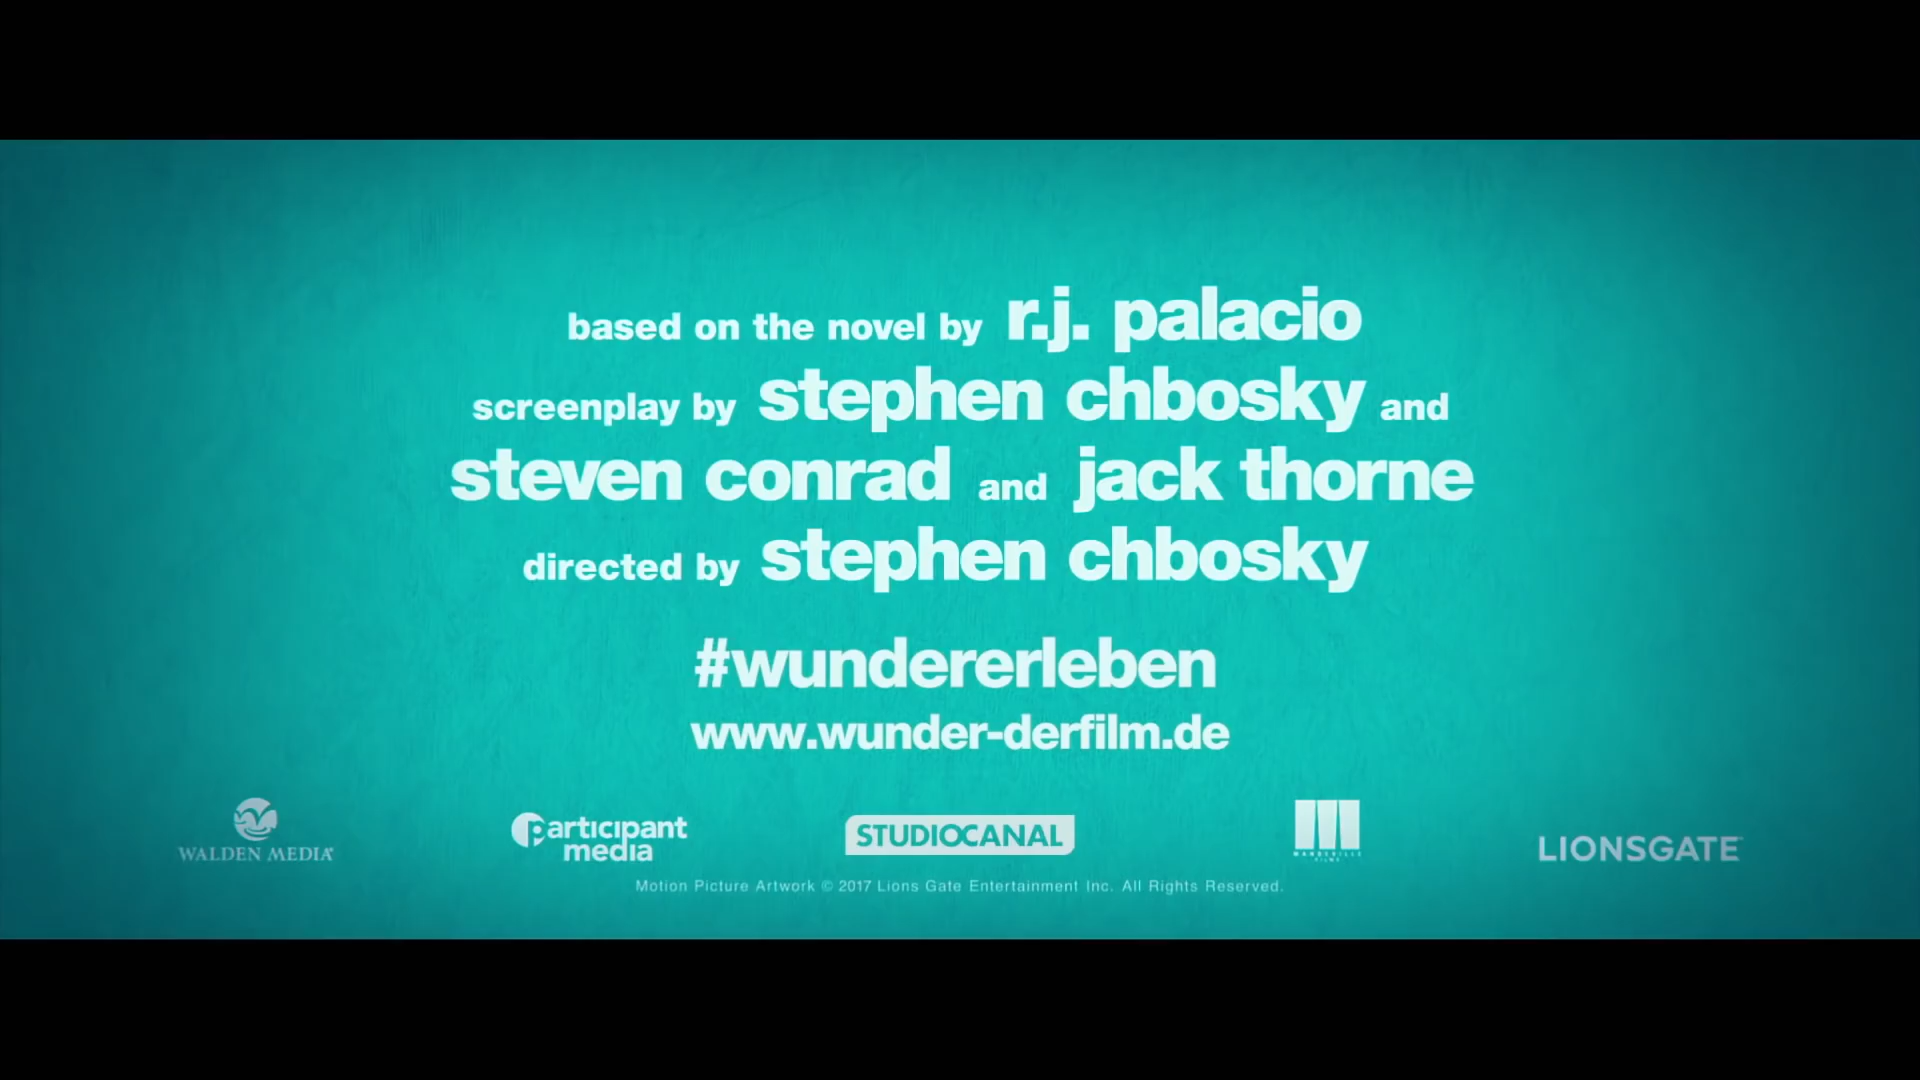 based on the novel by r.j. palacio
screenplay by stephen chbosky and
steven conrad and jack thorne
directed by stephen chbosky
#wundererleben
www.wunder-derfilm.de
WALDEN MEDIA
participant media
STUDIOCANAL
MANDEVILLE FILMS
LIONSGATE
Motion Picture Artwork © 2017 Lions Gate Entertainment Inc. All Rights Reserved.